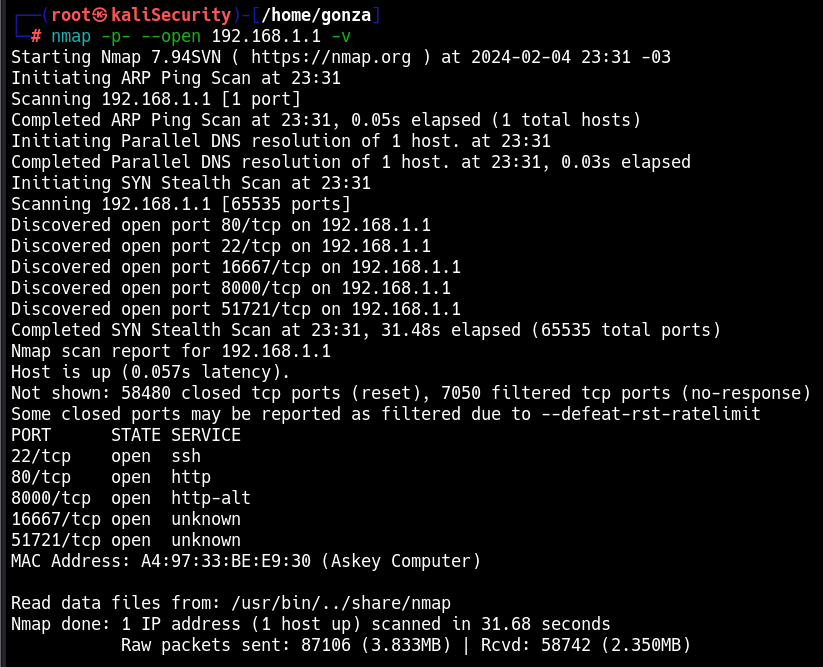 ┌──(root㉿kaliSecurity)-[/home/gonza]
└─# nmap -p- --open 192.168.1.1 -v
Starting Nmap 7.94SVN ( https://nmap.org ) at 2024-02-04 23:31 -03
Initiating ARP Ping Scan at 23:31
Scanning 192.168.1.1 [1 port]
Completed ARP Ping Scan at 23:31, 0.05s elapsed (1 total hosts)
Initiating Parallel DNS resolution of 1 host. at 23:31
Completed Parallel DNS resolution of 1 host. at 23:31, 0.03s elapsed
Initiating SYN Stealth Scan at 23:31
Scanning 192.168.1.1 [65535 ports]
Discovered open port 80/tcp on 192.168.1.1
Discovered open port 22/tcp on 192.168.1.1
Discovered open port 16667/tcp on 192.168.1.1
Discovered open port 8000/tcp on 192.168.1.1
Discovered open port 51721/tcp on 192.168.1.1
Completed SYN Stealth Scan at 23:31, 31.48s elapsed (65535 total ports)
Nmap scan report for 192.168.1.1
Host is up (0.057s latency).
Not shown: 58480 closed tcp ports (reset), 7050 filtered tcp ports (no-response)
Some closed ports may be reported as filtered due to --defeat-rst-ratelimit
PORT      STATE SERVICE
22/tcp    open  ssh
80/tcp    open  http
8000/tcp  open  http-alt
16667/tcp open  unknown
51721/tcp open  unknown
MAC Address: A4:97:33:BE:E9:30 (Askey Computer)

Read data files from: /usr/bin/../share/nmap
Nmap done: 1 IP address (1 host up) scanned in 31.68 seconds
           Raw packets sent: 87106 (3.833MB) | Rcvd: 58742 (2.350MB)